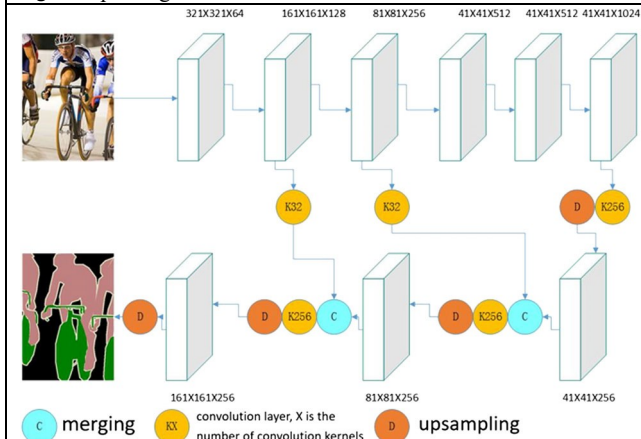 321X321X64 161X161X128 81X81X256 41X41X512 41X41X512 41X41X1024
K32 K32 D K256
D D K256 C D K256 C
161X161X256 81X81X256 41X41X256
C merging KX convolution layer, X is the D upsampling
number of convolution kernels